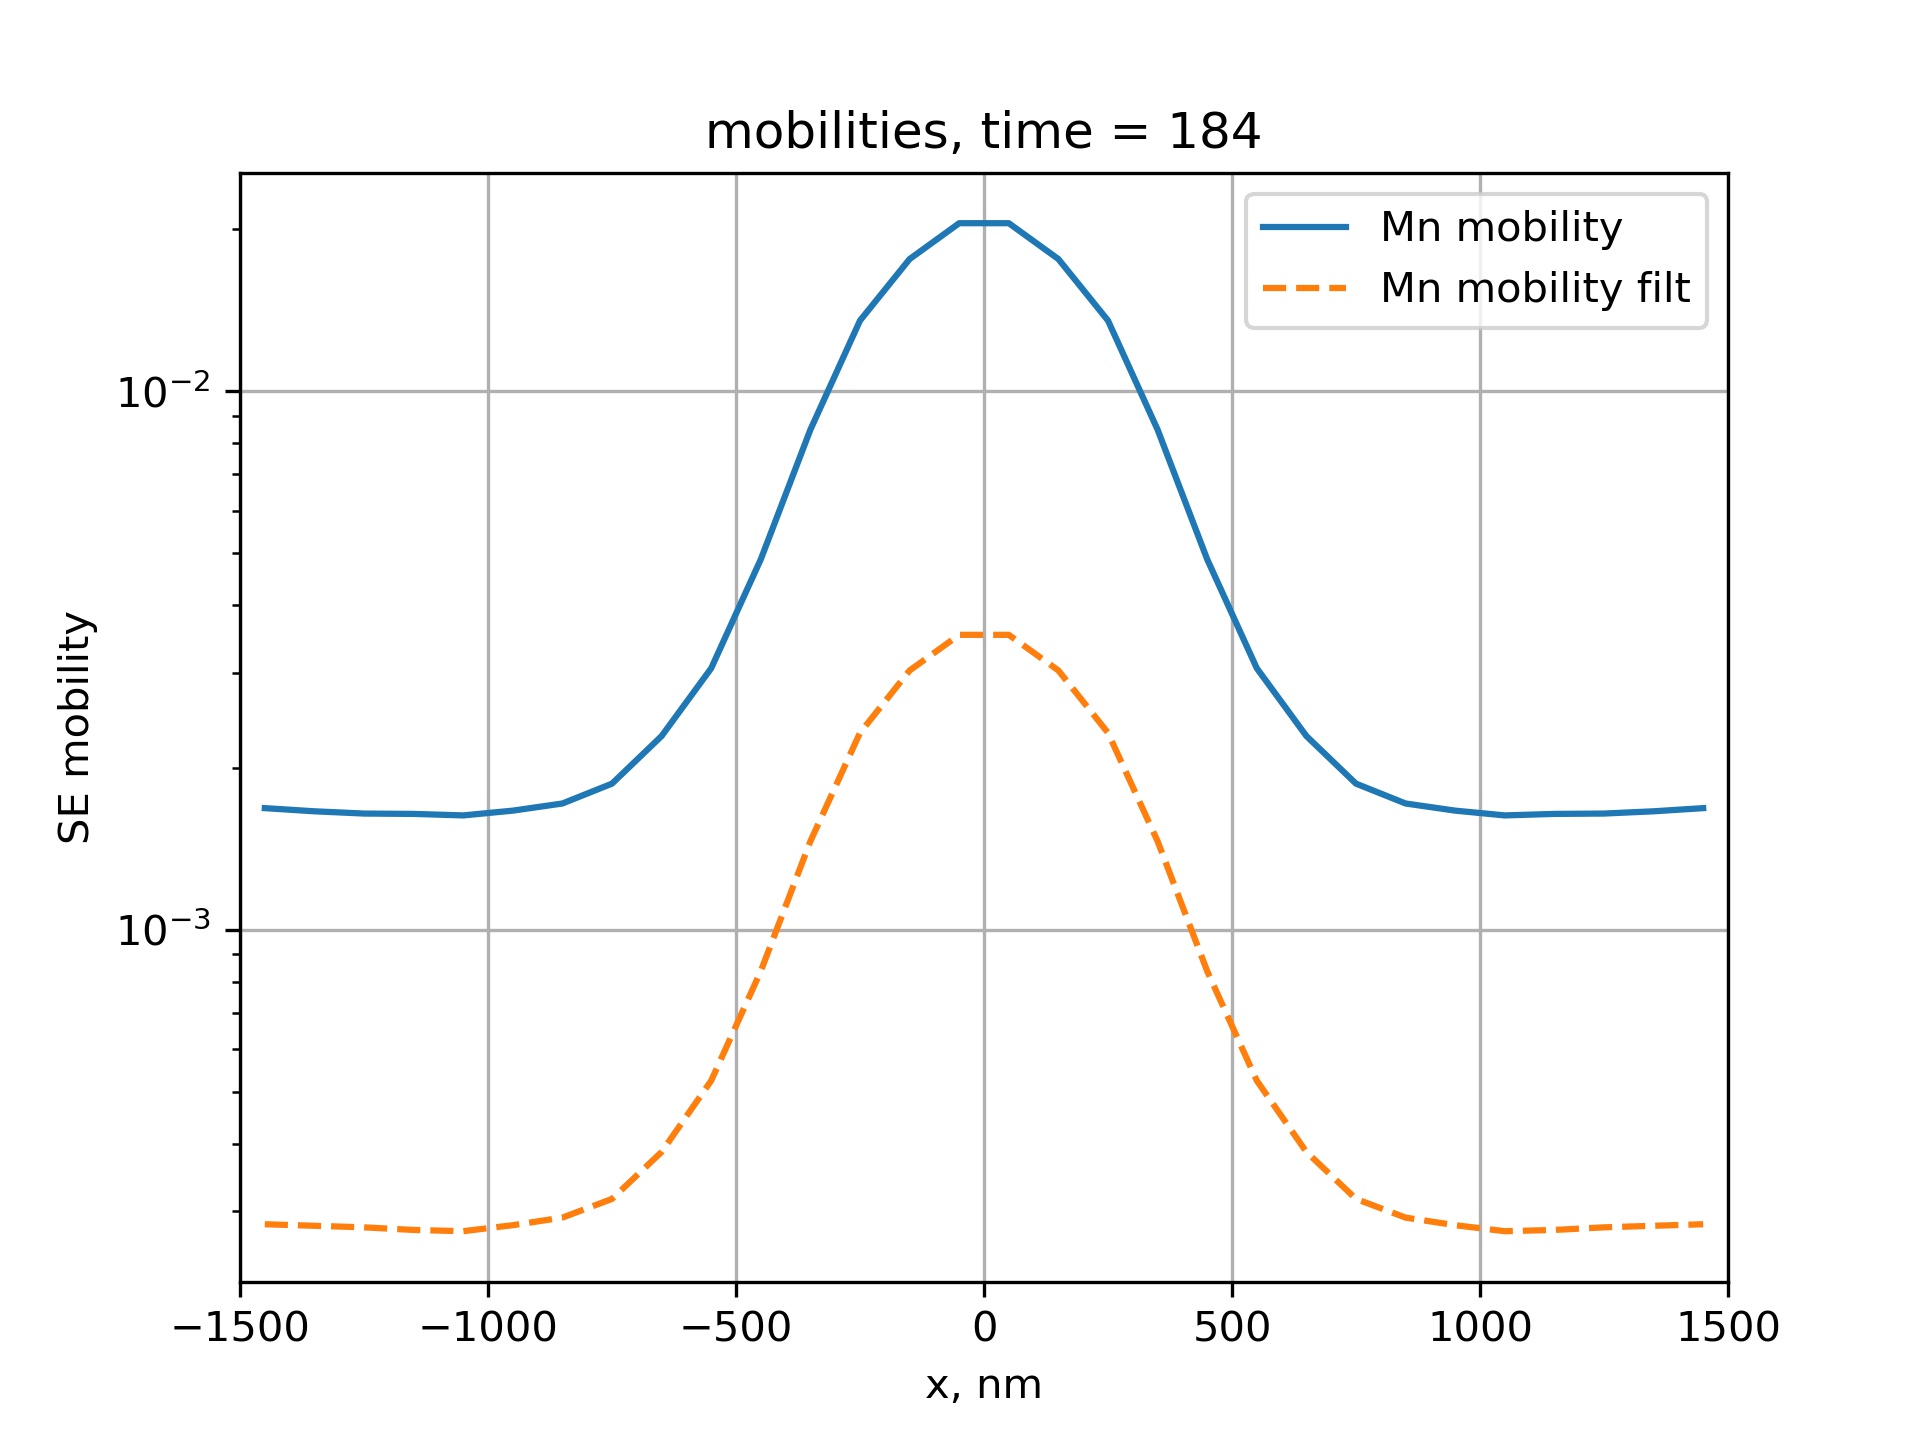 mobilities, time = 184
Mn mobility
Mn mobility filt
SE mobility
10⁻²
10⁻³
−1500 −1000 −500 0 500 1000 1500
x, nm